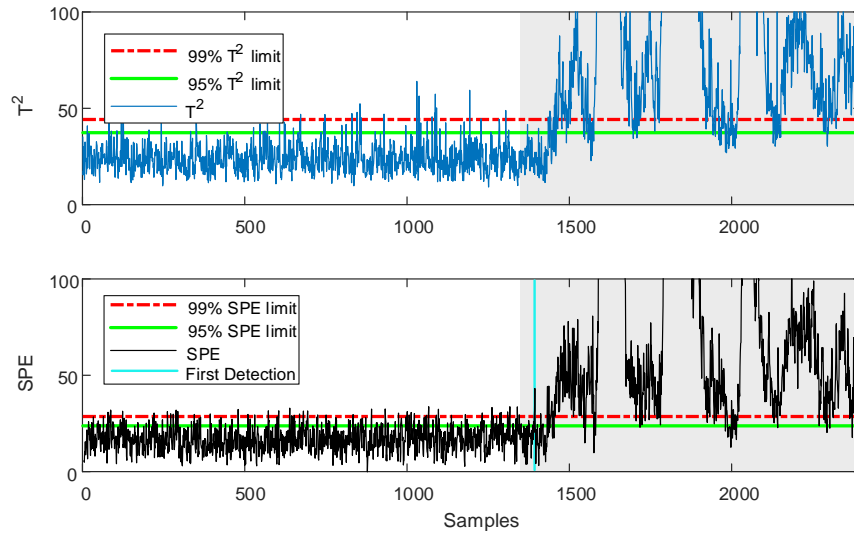 100
50
0
T²
99% T² limit
95% T² limit
T²
0 500 1000 1500 2000
100
50
0
SPE
99% SPE limit
95% SPE limit
SPE
First Detection
0 500 1000 1500 2000
Samples